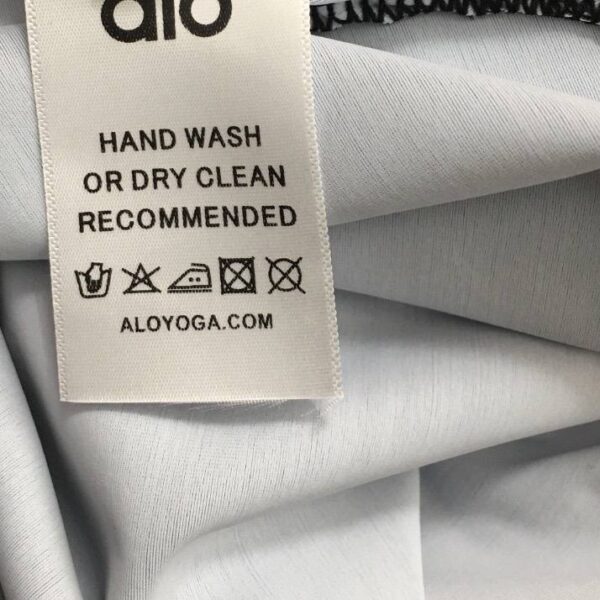 alo
HAND WASH
OR DRY CLEAN
RECOMMENDED
ALOYOGA.COM